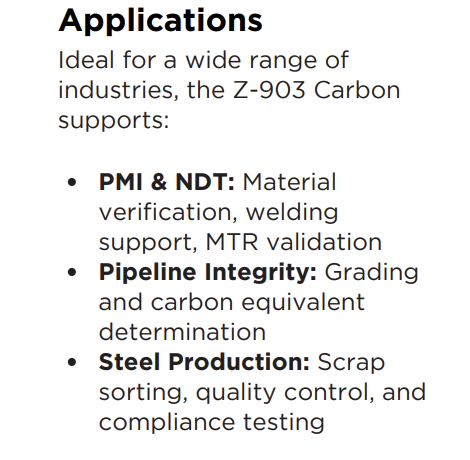 Applications
Ideal for a wide range of
industries, the Z-903 Carbon
supports:
• PMI & NDT: Material
verification, welding
support, MTR validation
• Pipeline Integrity: Grading
and carbon equivalent
determination
• Steel Production: Scrap
sorting, quality control, and
compliance testing